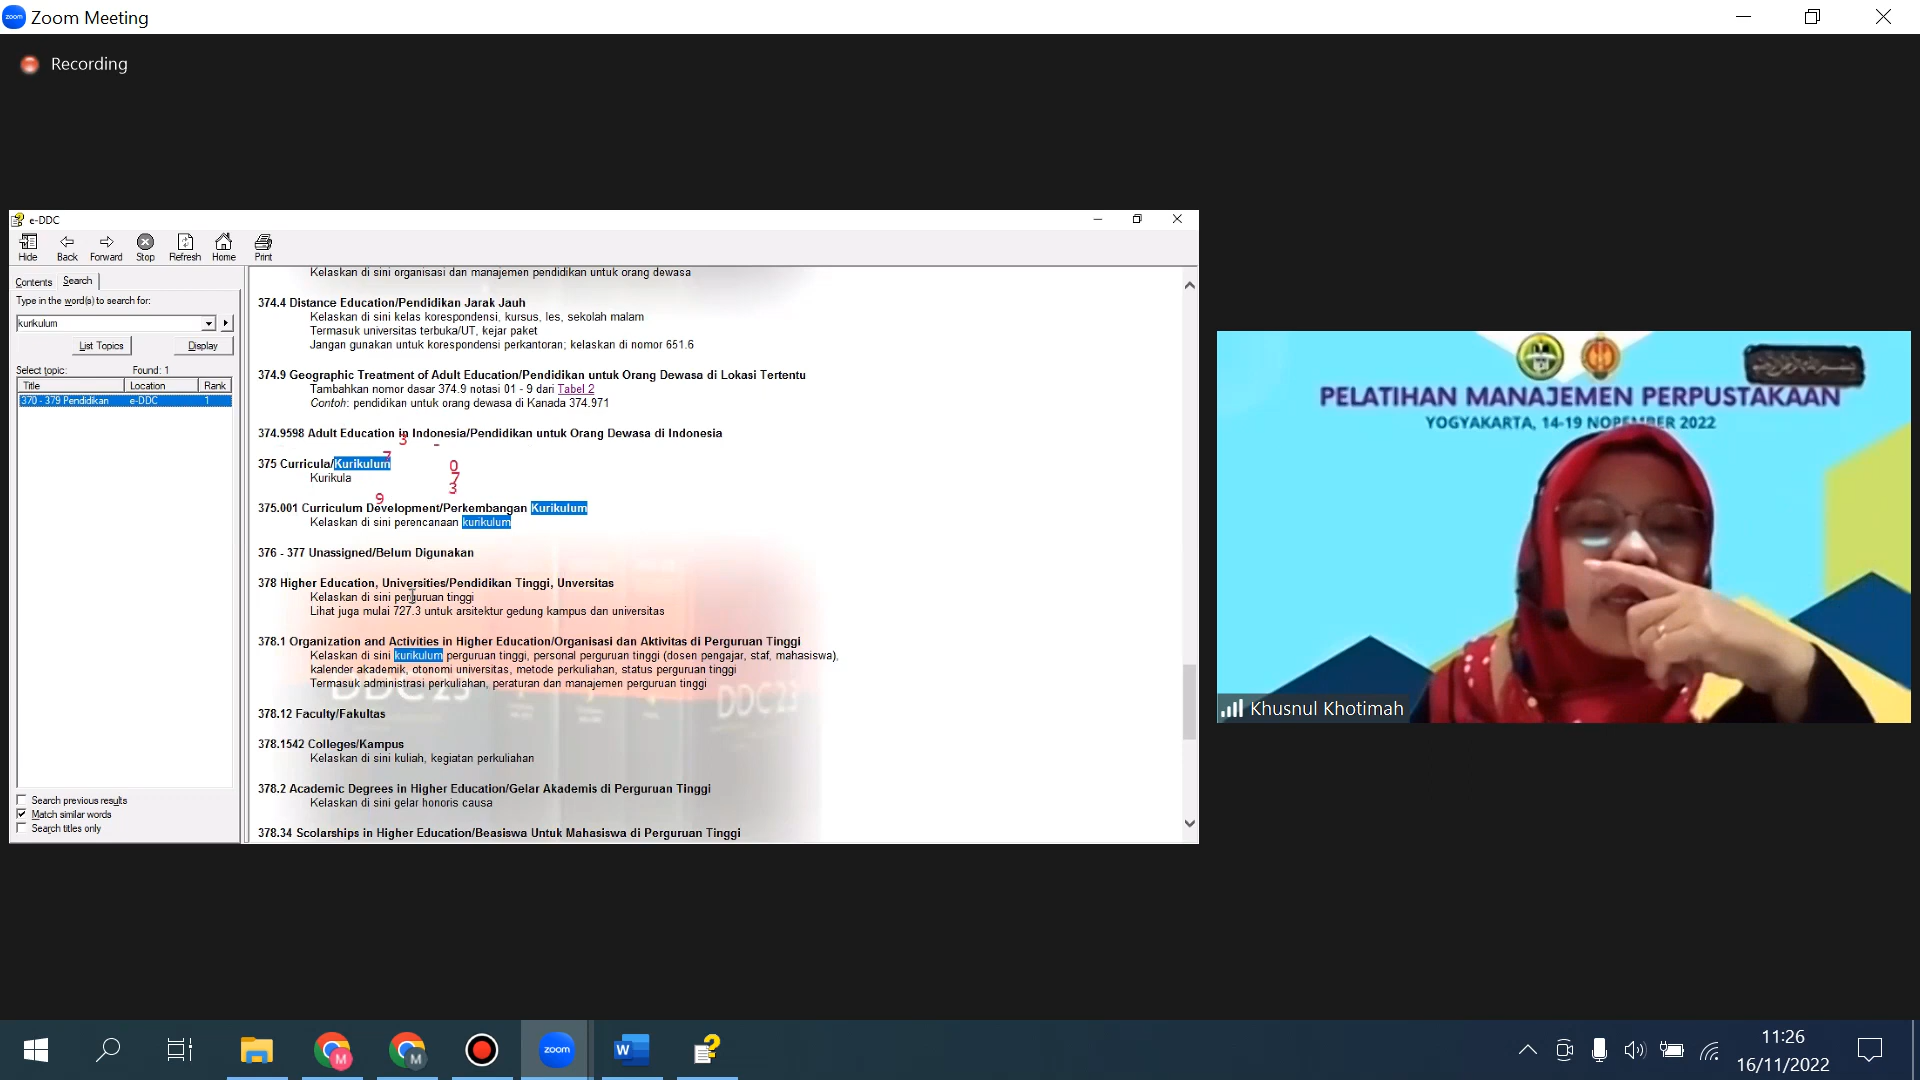 Zoom Meeting
Recording
e-DDC
Hide Back Forward Stop Refresh Home Print
Contents Search
Type in the word(s) to search for:
kurikulum
List Topics Display
Select topic: Found: 1
Title Location Rank
370 - 379 Pendidikan e-DDC 1
Search previous results
Match similar words
Search titles only
Kelaskan di sini organisasi dan manajemen pendidikan untuk orang dewasa
374.4 Distance Education/Pendidikan Jarak Jauh
Kelaskan di sini kelas korespondensi, kursus, les, sekolah malam
Termasuk universitas terbuka/UT, kejar paket
Jangan gunakan untuk korespondensi perkantoran; kelaskan di nomor 651.6
374.9 Geographic Treatment of Adult Education/Pendidikan untuk Orang Dewasa di Lokasi Tertentu
Tambahkan nomor dasar 374.9 notasi 01 - 9 dari Tabel 2
Contoh: pendidikan untuk orang dewasa di Kanada 374.971
374.9598 Adult Education in Indonesia/Pendidikan untuk Orang Dewasa di Indonesia
3 -
7
375 Curricula/Kurikulum
0
Kurikula
7
3
9
375.001 Curriculum Development/Perkembangan Kurikulum
Kelaskan di sini perencanaan kurikulum
376 - 377 Unassigned/Belum Digunakan
378 Higher Education, Universities/Pendidikan Tinggi, Unversitas
Kelaskan di sini perguruan tinggi
Lihat juga mulai 727.3 untuk arsitektur gedung kampus dan universitas
378.1 Organization and Activities in Higher Education/Organisasi dan Aktivitas di Perguruan Tinggi
Kelaskan di sini kurikulum perguruan tinggi, personal perguruan tinggi (dosen pengajar, staf, mahasiswa),
kalender akademik, otonomi universitas, metode perkuliahan, status perguruan tinggi
Termasuk administrasi perkuliahan, peraturan dan manajemen perguruan tinggi
DDC 23 DDC23
378.12 Faculty/Fakultas
378.1542 Colleges/Kampus
Kelaskan di sini kuliah, kegiatan perkuliahan
378.2 Academic Degrees in Higher Education/Gelar Akademis di Perguruan Tinggi
Kelaskan di sini gelar honoris causa
378.34 Scolarships in Higher Education/Beasiswa Untuk Mahasiswa di Perguruan Tinggi
PELATIHAN MANAJEMEN PERPUSTAKAAN
YOGYAKARTA, 14-19 NOPEMBER 2022
Khusnul Khotimah
M
M
zoom
W
11:26
16/11/2022